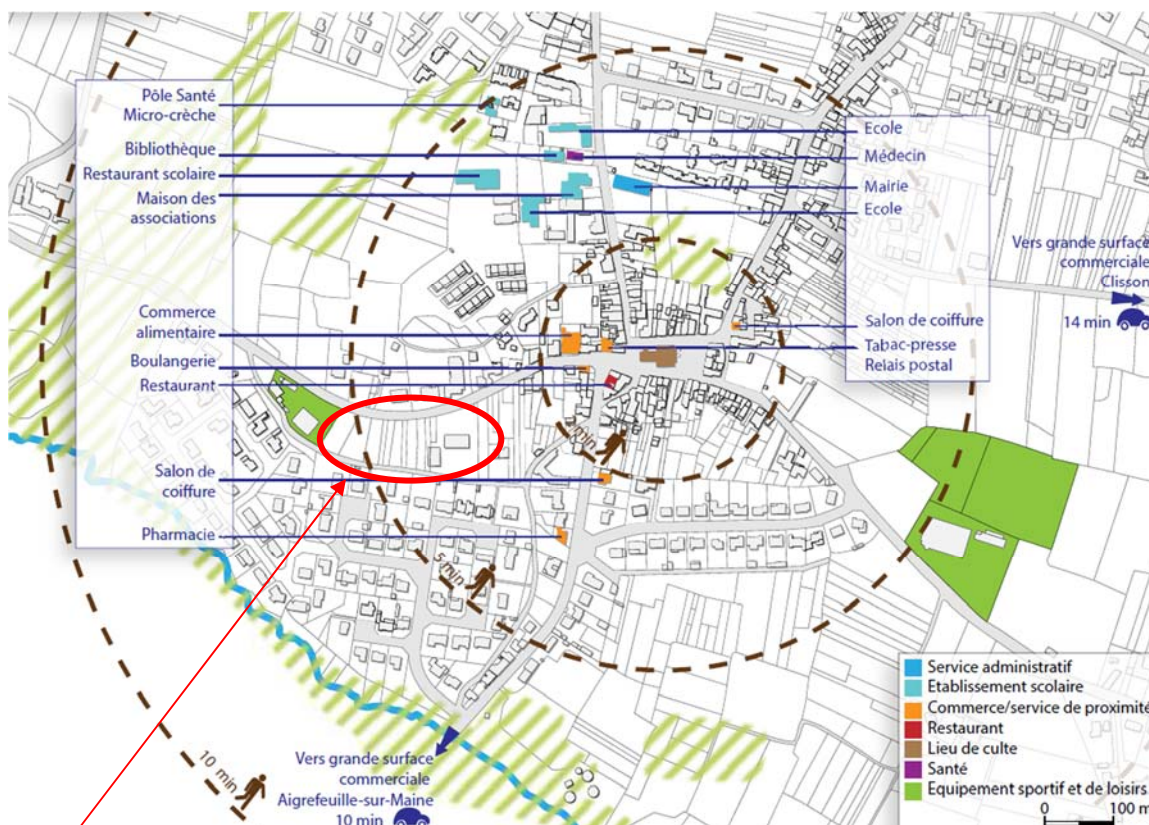 Pôle Santé
Micro-crèche
Bibliothèque
Restaurant scolaire
Maison des
associations
Commerce
alimentaire
Boulangerie
Restaurant
Salon de
coiffure
Pharmacie
Ecole
Médecin
Mairie
Ecole
Salon de coiffure
Tabac-presse
Relais postal
Vers grande surface
commerciale
Clisson
14 min
5 min
10 min
Vers grande surface
commerciale
Aigrefeuille-sur-Maine
10 min
Service administratif
Etablissement scolaire
Commerce/service de proximité
Restaurant
Lieu de culte
Santé
Equipement sportif et de loisirs
0 100 m